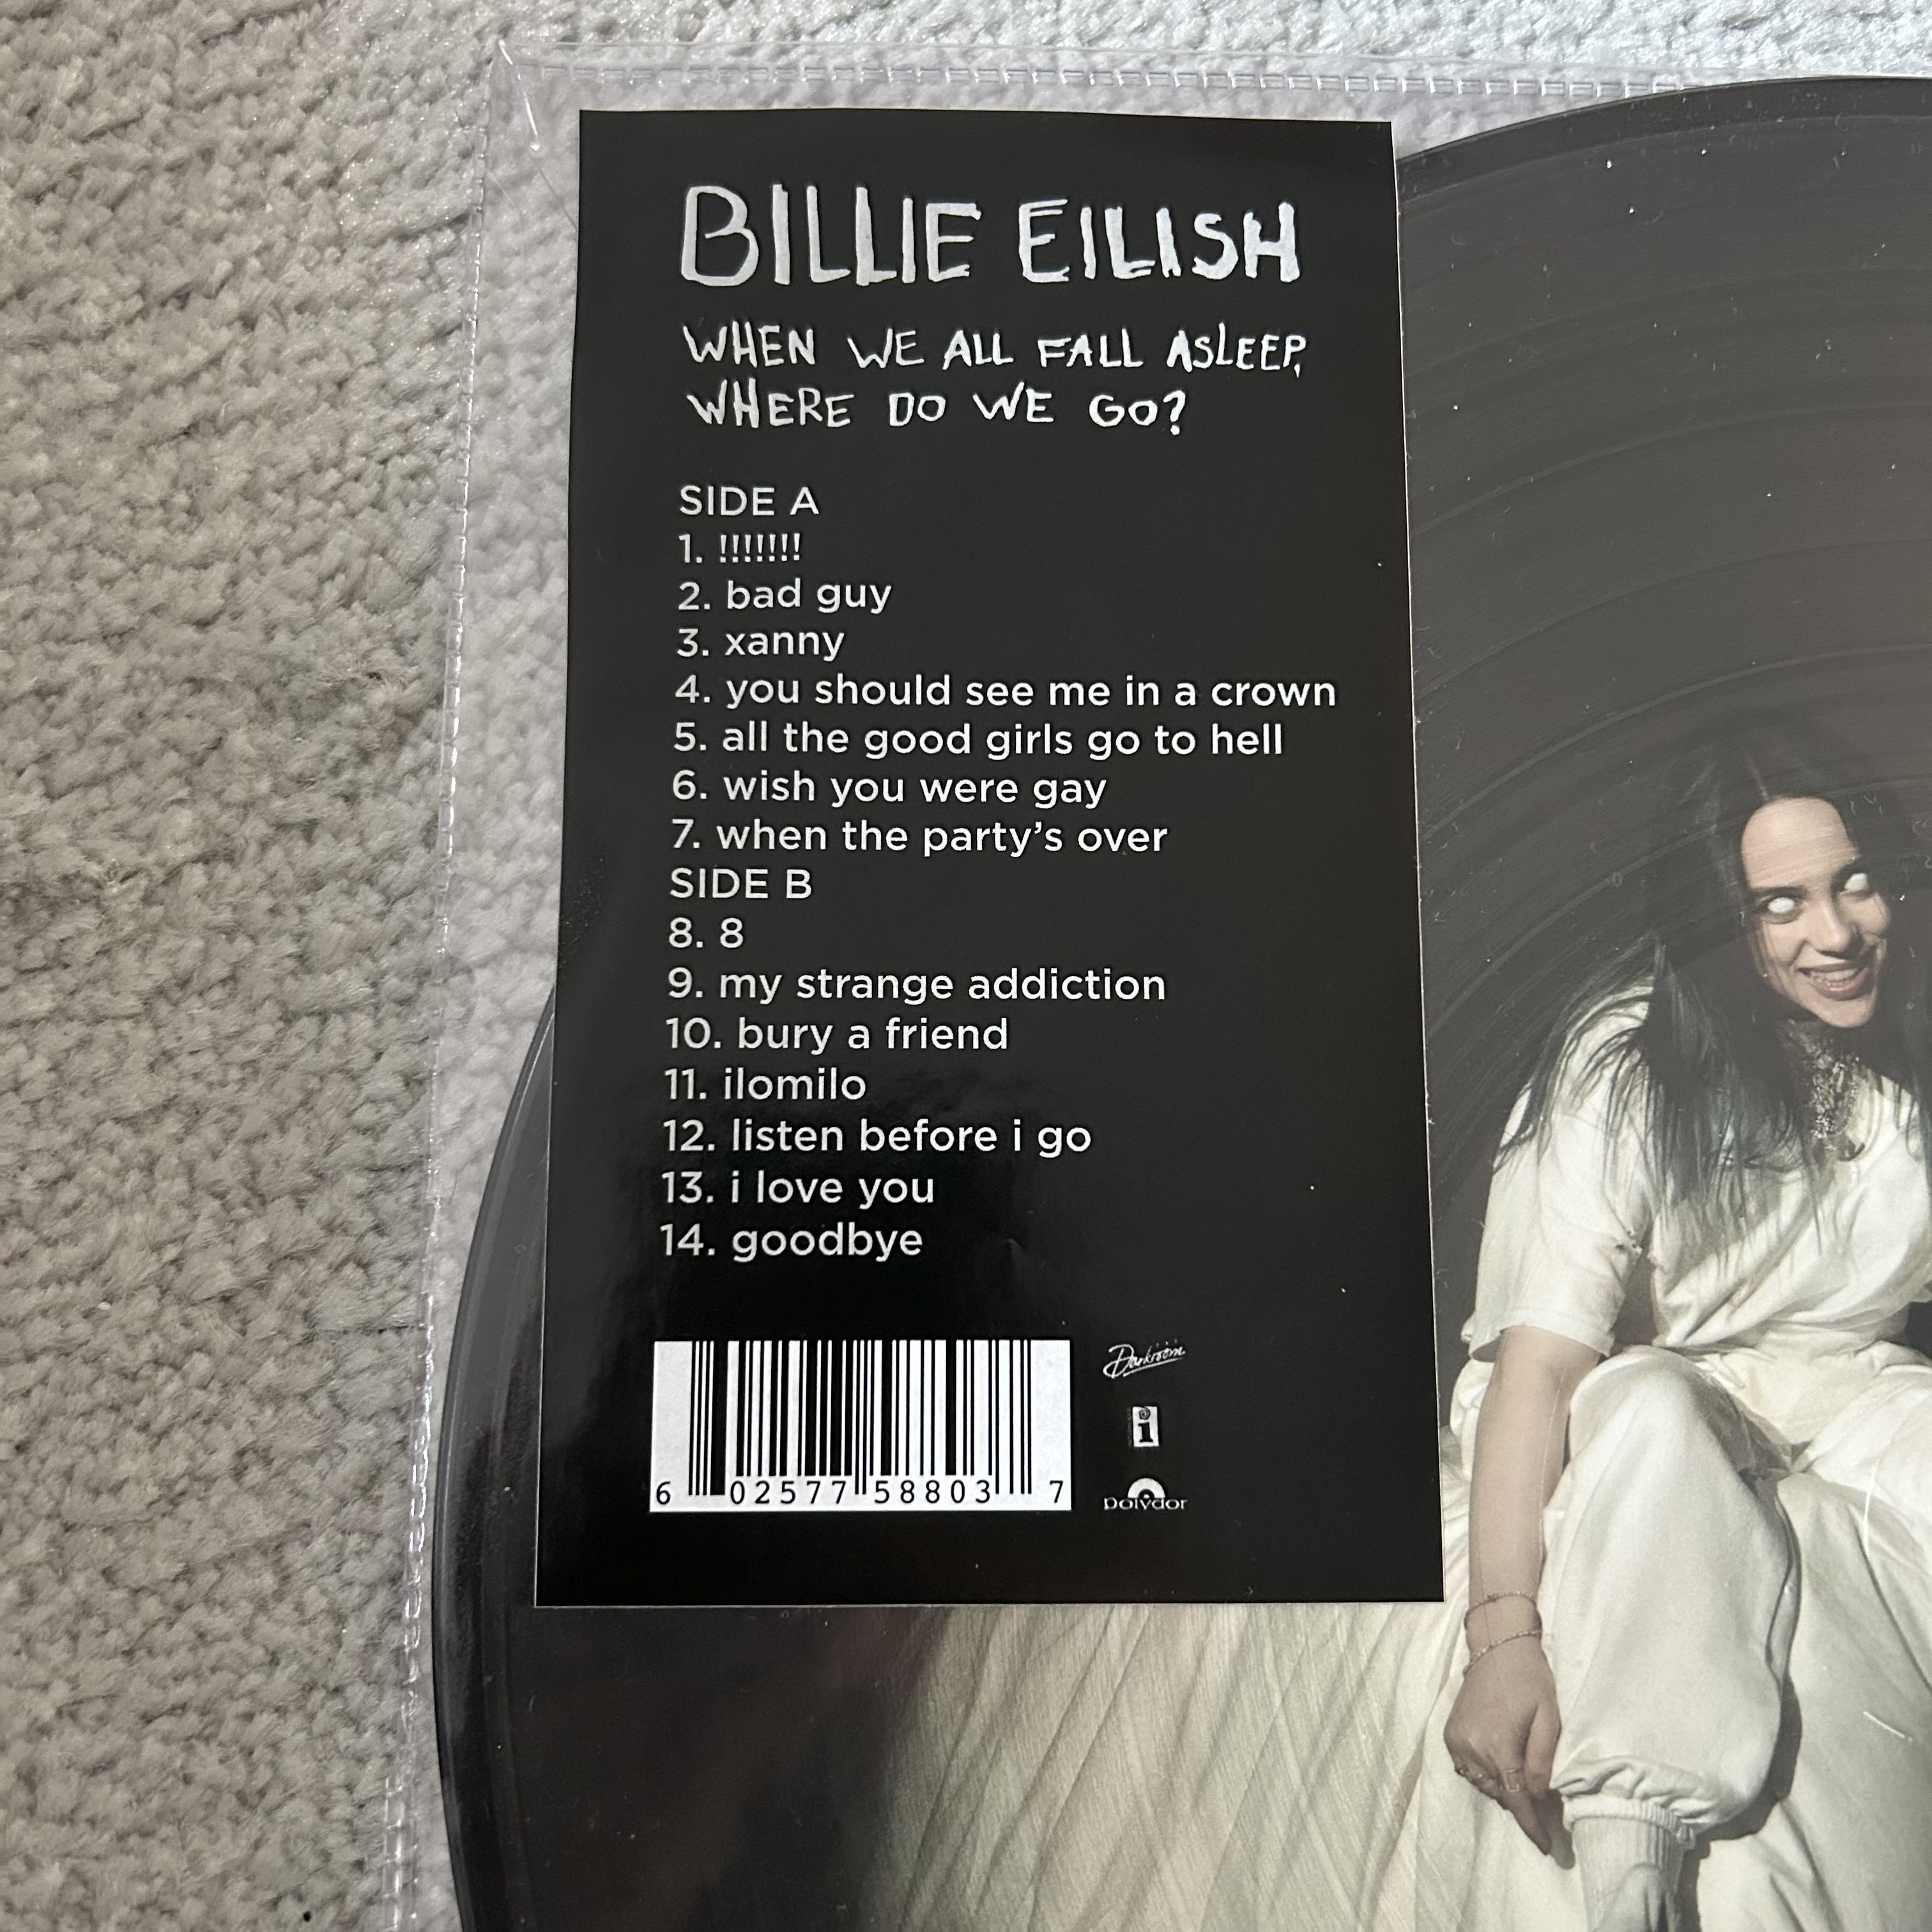 BILLIE EILISH
WHEN WE ALL FALL ASLEEP,
WHERE DO WE GO?
SIDE A
1. !!!!!!!
2. bad guy
3. xanny
4. you should see me in a crown
5. all the good girls go to hell
6. wish you were gay
7. when the party’s over
SIDE B
8. 8
9. my strange addiction
10. bury a friend
11. ilomilo
12. listen before i go
13. i love you
14. goodbye
Darkroom
i
polydor
6 02577 58803 7